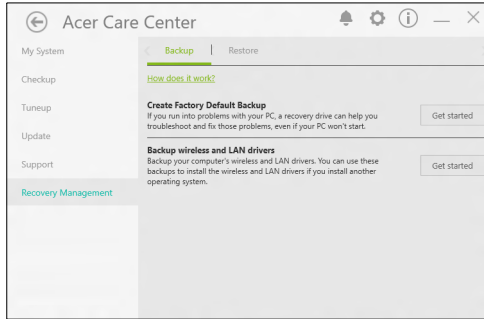 Acer Care Center
My System
Checkup
Tuneup
Update
Support
Recovery Management
Backup
Restore
How does it work?
Create Factory Default Backup
If you run into problems with your PC, a recovery drive can help you
troubleshoot and fix those problems, even if your PC won't start.
Get started
Backup wireless and LAN drivers
Backup your computer's wireless and LAN drivers. You can use these
backups to install the wireless and LAN drivers if you install another
operating system.
Get started